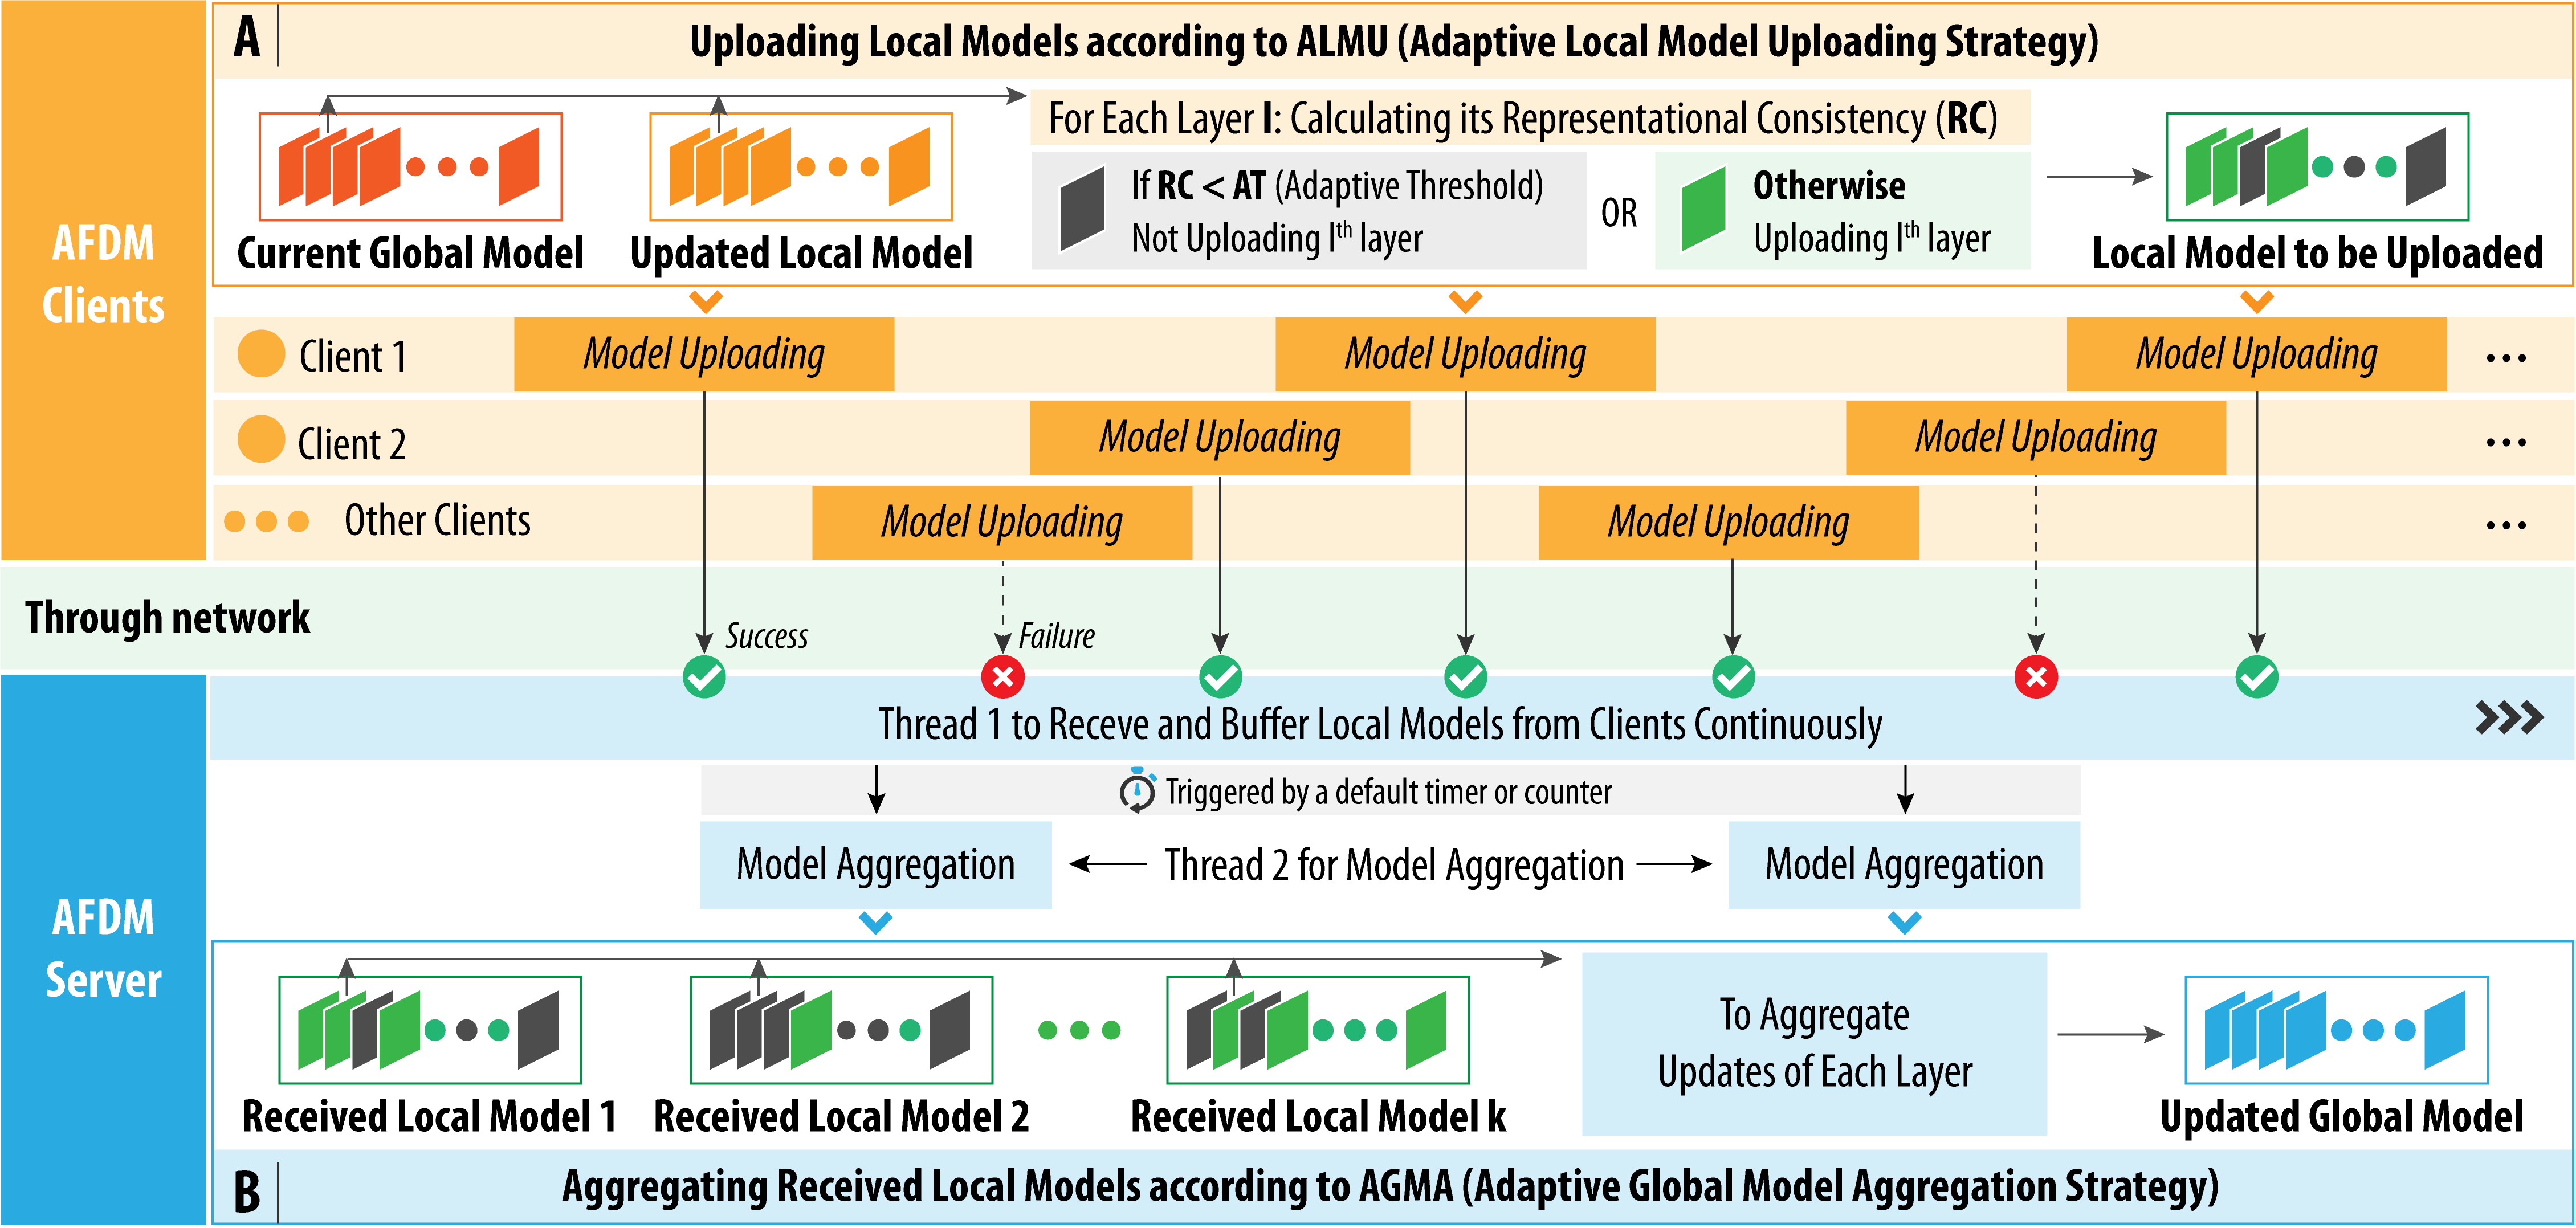 AFDM
Clients
A
Uploading Local Models according to ALMU (Adaptive Local Model Uploading Strategy)
Current Global Model
Updated Local Model
For Each Layer l: Calculating its Representational Consistency (RC)
If RC < AT (Adaptive Threshold)
Not Uploading lth layer
OR
Otherwise
Uploading lth layer
Local Model to be Uploaded
Client 1
Model Uploading
Model Uploading
Model Uploading
...
Client 2
Model Uploading
Model Uploading
...
Other Clients
Model Uploading
Model Uploading
...
Through network
Success
Failure
AFDM
Server
Thread 1 to Receve and Buffer Local Models from Clients Continuously
Triggered by a default timer or counter
Model Aggregation
Thread 2 for Model Aggregation
Model Aggregation
Received Local Model 1
Received Local Model 2
Received Local Model k
To Aggregate
Updates of Each Layer
Updated Global Model
B
Aggregating Received Local Models according to AGMA (Adaptive Global Model Aggregation Strategy)